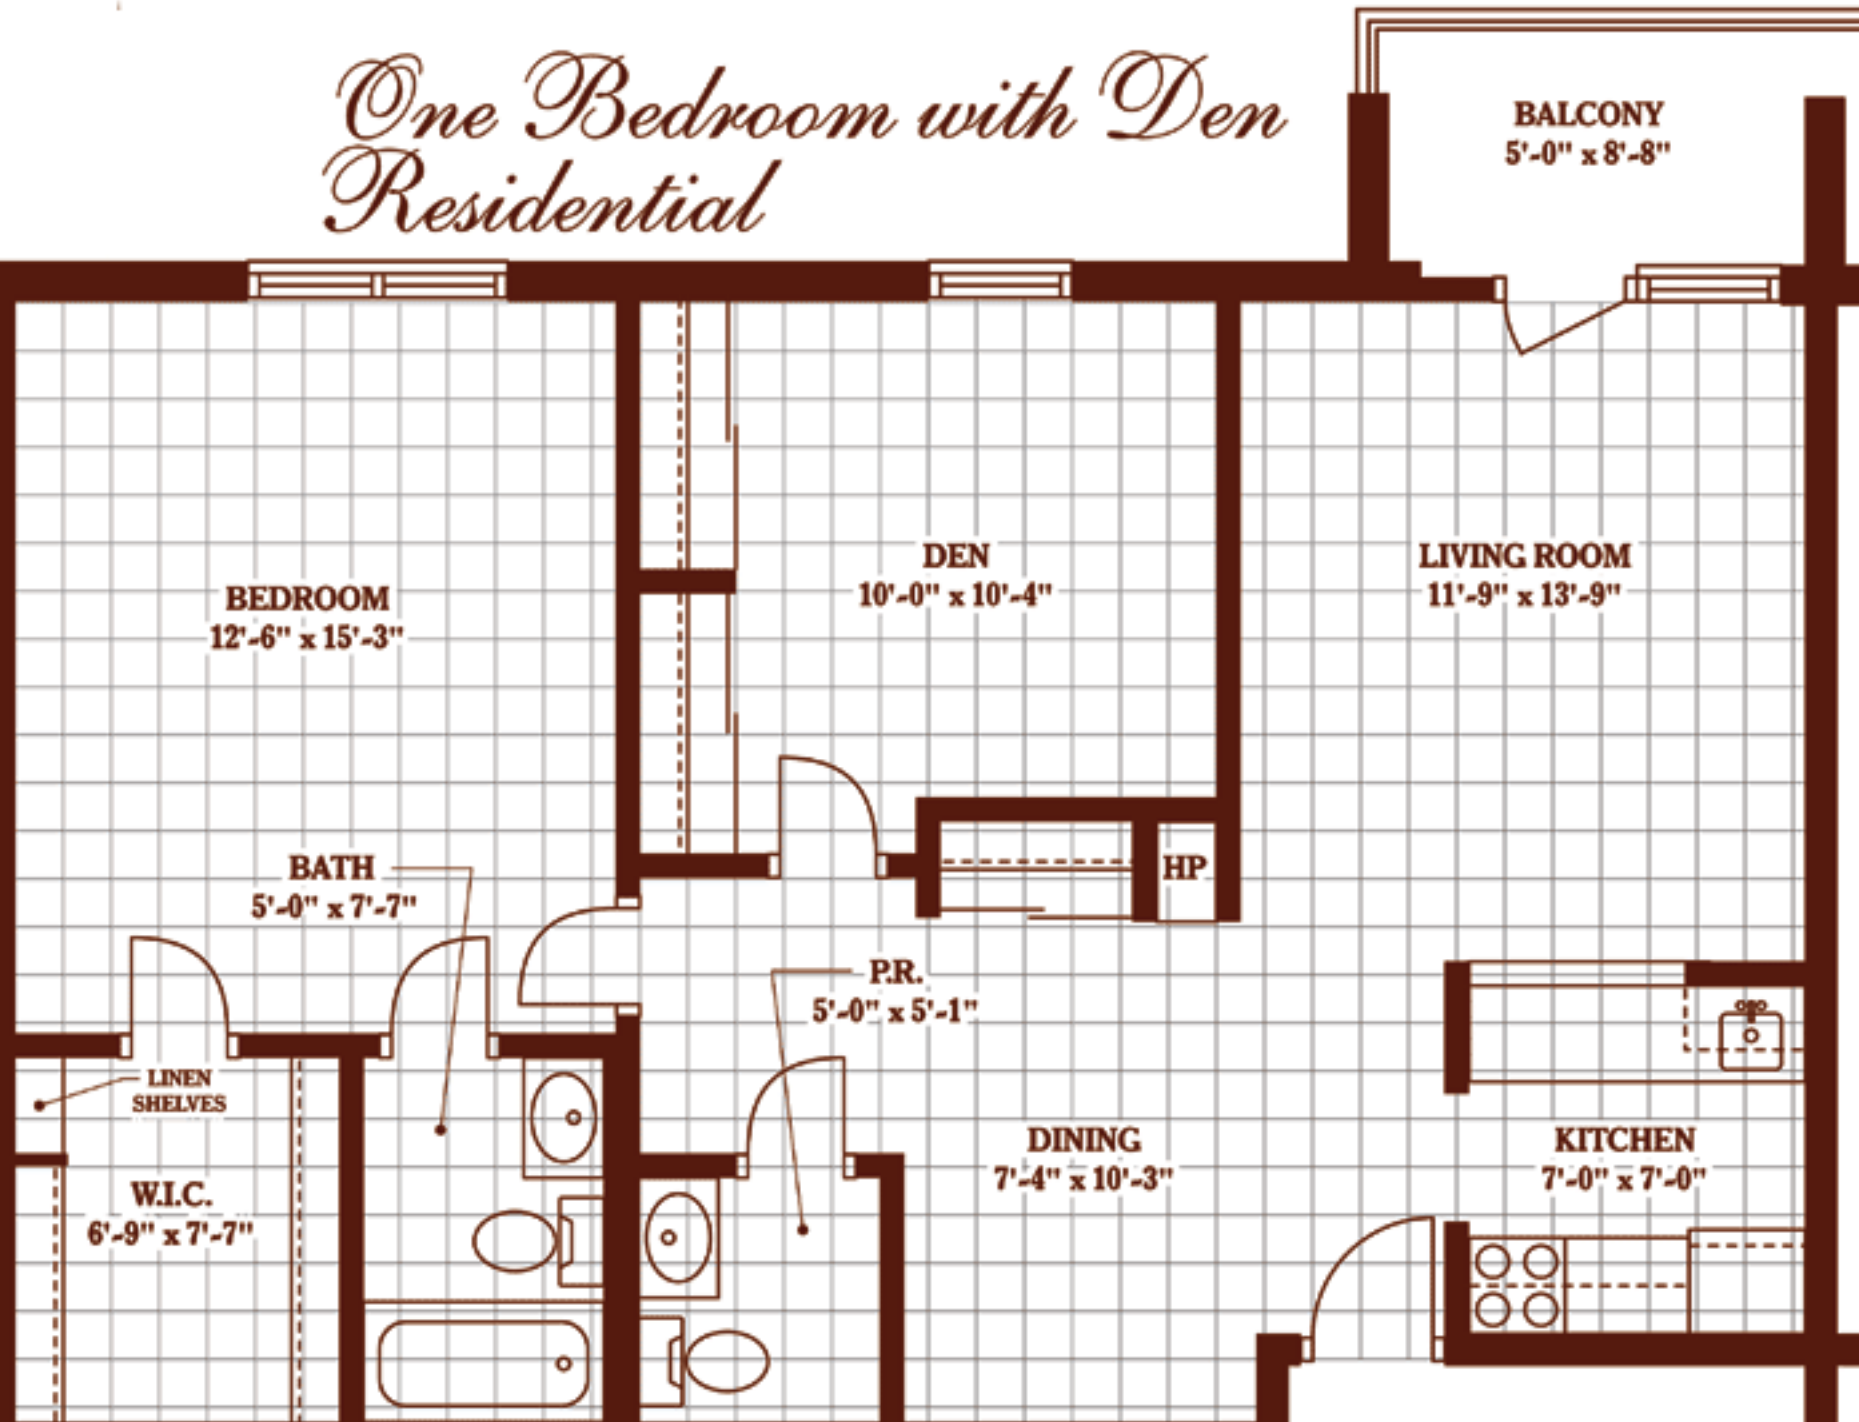 One Bedroom with Den
Residential
BALCONY
5'-0" x 8'-8"
BEDROOM
12'-6" x 15'-3"
DEN
10'-0" x 10'-4"
LIVING ROOM
11'-9" x 13'-9"
BATH
5'-0" x 7'-7"
HP
P.R.
5'-0" x 5'-1"
LINEN
SHELVES
W.I.C.
6'-9" x 7'-7"
DINING
7'-4" x 10'-3"
KITCHEN
7'-0" x 7'-0"